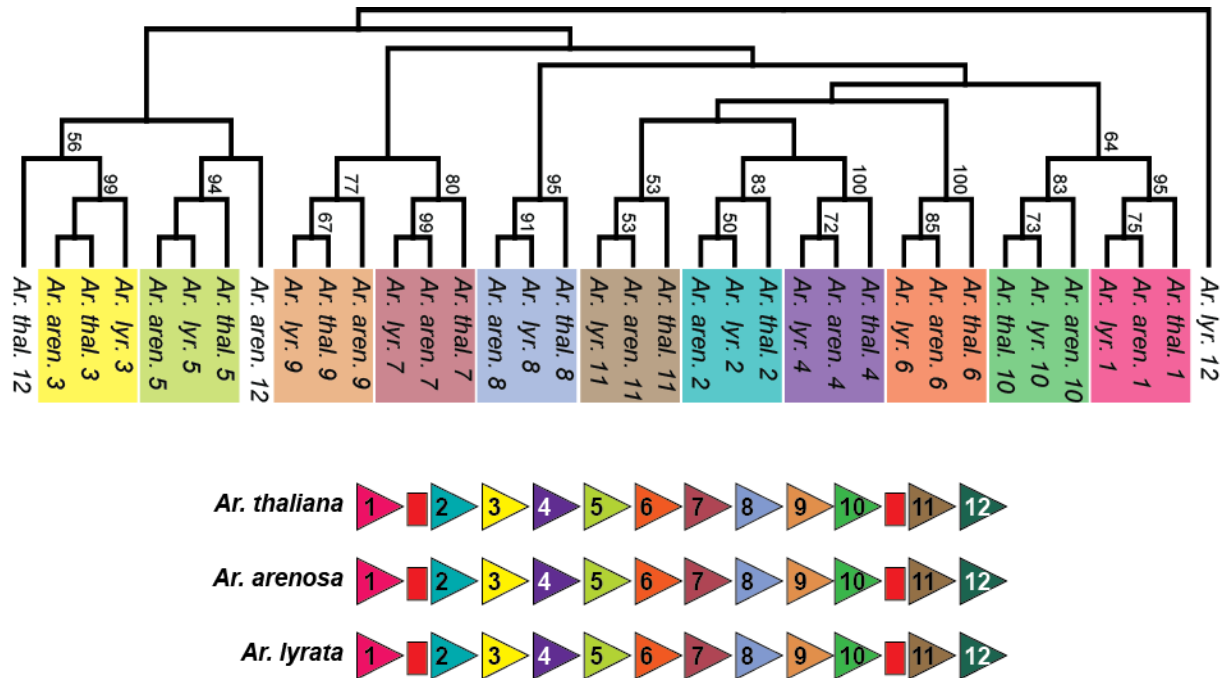 56
99
94
77
67
80
99
95
91
53
53
83
50
100
72
100
85
64
83
73
95
75
Ar. thal. 12
Ar. aren. 3
Ar. thal. 3
Ar. lyr. 3
Ar. aren. 5
Ar. lyr. 5
Ar. thal. 5
Ar. aren. 12
Ar. lyr. 9
Ar. thal. 9
Ar. aren. 9
Ar. lyr. 7
Ar. aren. 7
Ar. thal. 7
Ar. aren. 8
Ar. lyr. 8
Ar. thal. 8
Ar. lyr. 11
Ar. aren. 11
Ar. thal. 11
Ar. aren. 2
Ar. lyr. 2
Ar. thal. 2
Ar. lyr. 4
Ar. aren. 4
Ar. thal. 4
Ar. lyr. 6
Ar. aren. 6
Ar. thal. 6
Ar. thal. 10
Ar. lyr. 10
Ar. aren. 10
Ar. lyr. 1
Ar. aren. 1
Ar. thal. 1
Ar. lyr. 12
Ar. thaliana 1 2 3 4 5 6 7 8 9 10 11 12
Ar. arenosa 1 2 3 4 5 6 7 8 9 10 11 12
Ar. lyrata 1 2 3 4 5 6 7 8 9 10 11 12